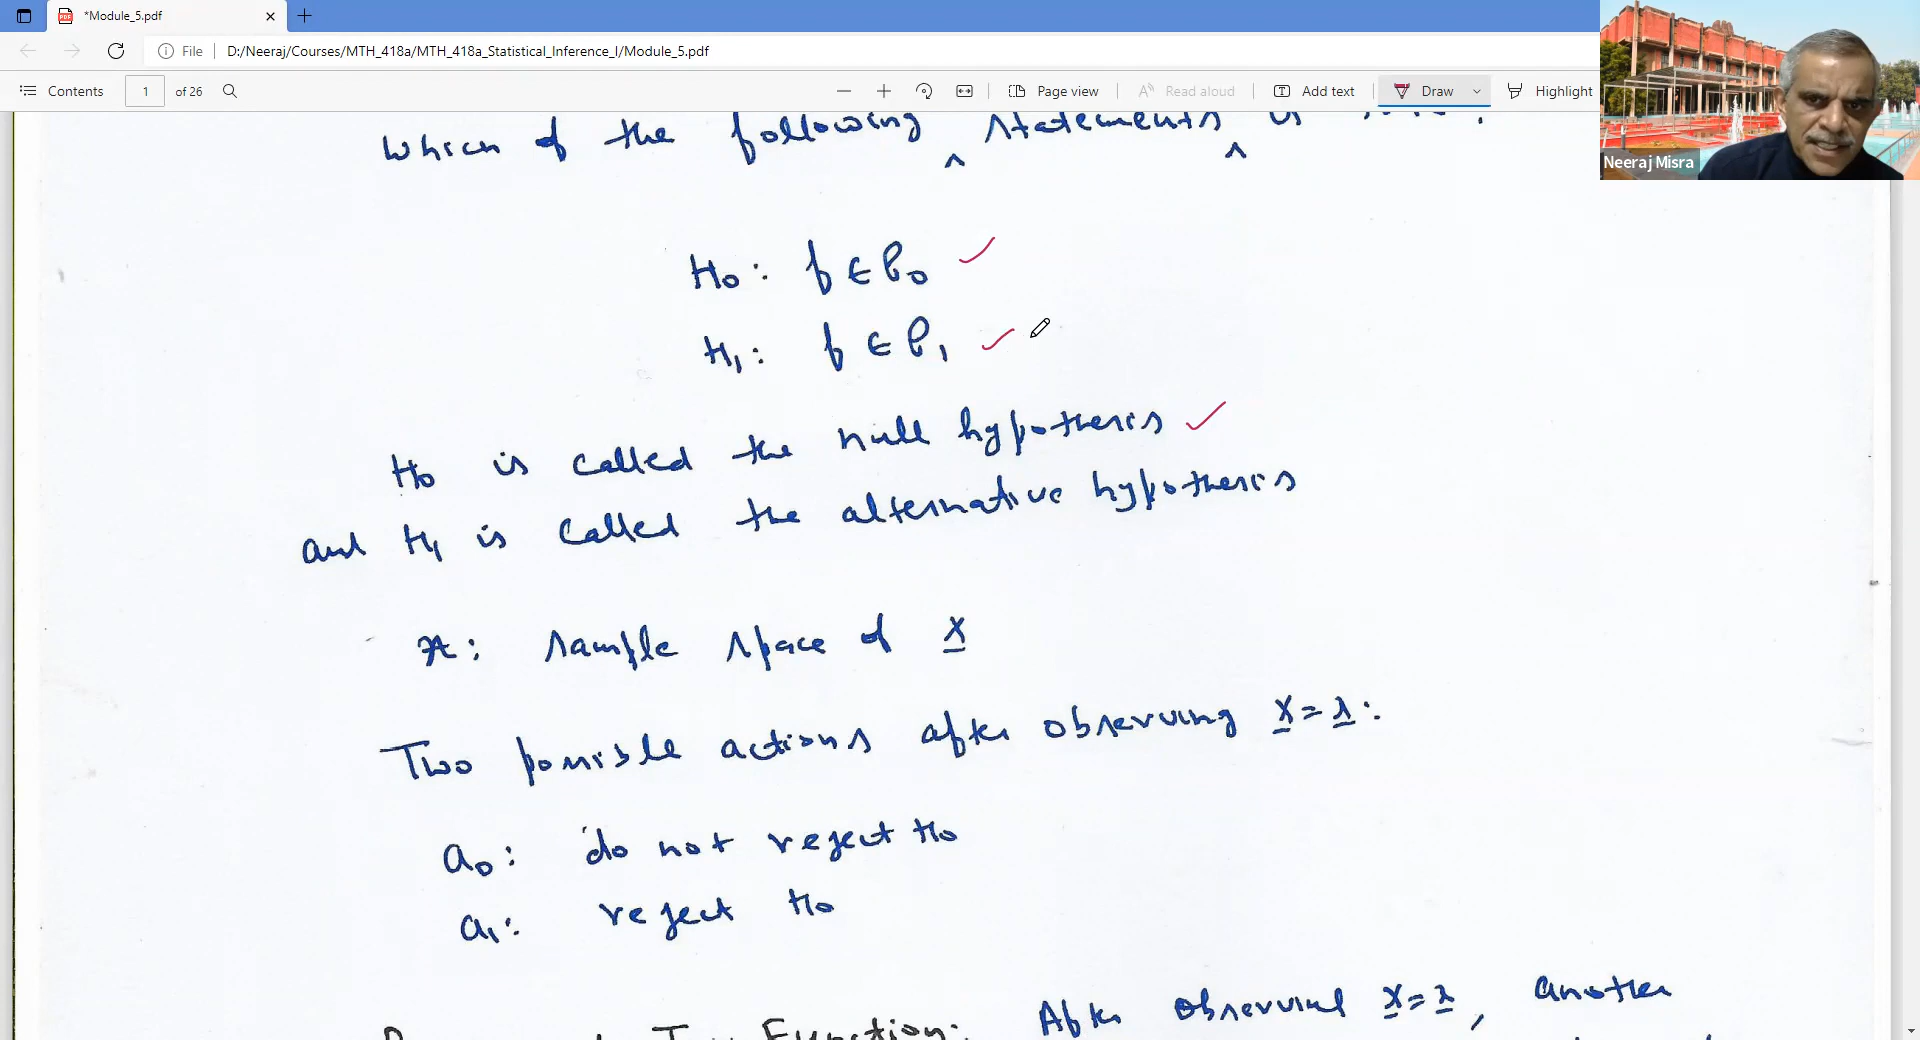 *Module_5.pdf
File D:/Neeraj/Courses/MTH_418a/MTH_418a_Statistical_Inference_I/Module_5.pdf
Contents 1 of 26 Page view Read aloud Add text Draw Highlight
Neeraj Misra
Which of the following ^ statements ^ is
H0: f ∈ P0 ✓
H1: f ∈ P1 ✓
H0 is called the null hypothesis ✓
and H1 is called the alternative hypothesis
X: sample space of X
Two possible actions after observing X = x:
a0: do not reject H0
a1: reject H0
Function: After observing X = x, another